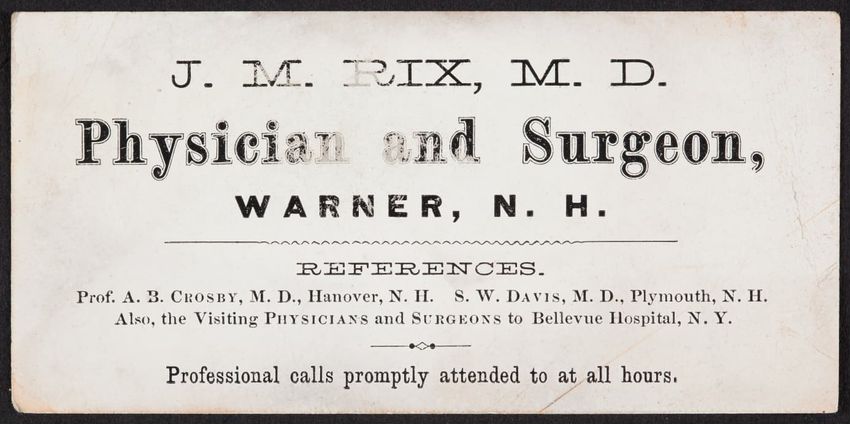 J. M. RIX, M. D.
Physician and Surgeon,
WARNER, N. H.
REFERENCES.
Prof. A. B. CROSBY, M. D., Hanover, N. H. S. W. DAVIS, M. D., Plymouth, N. H.
Also, the Visiting PHYSICIANS and SURGEONS to Bellevue Hospital, N. Y.
Professional calls promptly attended to at all hours.